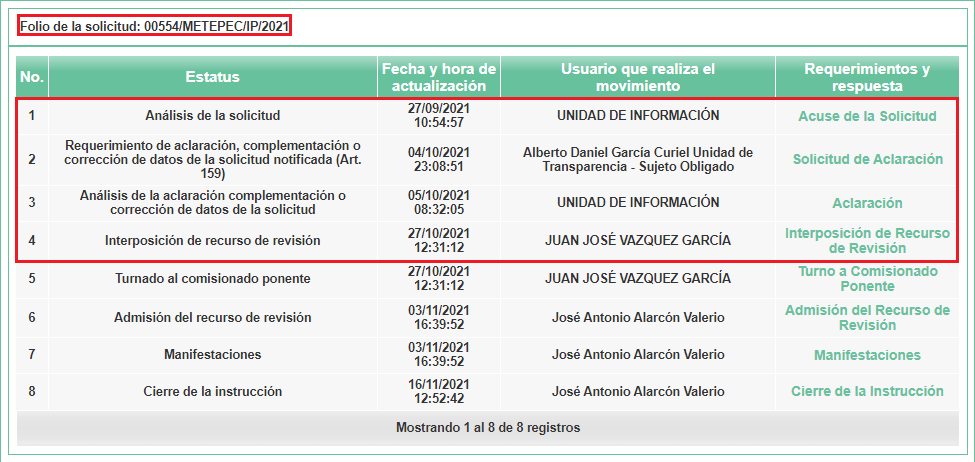 Folio de la solicitud: 00554/METEPEC/IP/2021
No. Estatus Fecha y hora de actualización Usuario que realiza el movimiento Requerimientos y respuesta
1 Análisis de la solicitud 27/09/2021 10:54:57 UNIDAD DE INFORMACIÓN Acuse de la Solicitud
2 Requerimiento de aclaración, complementación o corrección de datos de la solicitud notificada (Art. 159) 04/10/2021 23:08:51 Alberto Daniel García Curiel Unidad de Transparencia - Sujeto Obligado Solicitud de Aclaración
3 Análisis de la aclaración complementación o corrección de datos de la solicitud 05/10/2021 08:32:05 UNIDAD DE INFORMACIÓN Aclaración
4 Interposición de recurso de revisión 27/10/2021 12:31:12 JUAN JOSÉ VAZQUEZ GARCÍA Interposición de Recurso de Revisión
5 Turnado al comisionado ponente 27/10/2021 12:31:12 JUAN JOSÉ VAZQUEZ GARCÍA Turno a Comisionado Ponente
6 Admisión del recurso de revisión 03/11/2021 16:39:52 José Antonio Alarcón Valerio Admisión del Recurso de Revisión
7 Manifestaciones 03/11/2021 16:39:52 José Antonio Alarcón Valerio Manifestaciones
8 Cierre de la instrucción 16/11/2021 12:52:42 José Antonio Alarcón Valerio Cierre de la Instrucción
Mostrando 1 al 8 de 8 registros